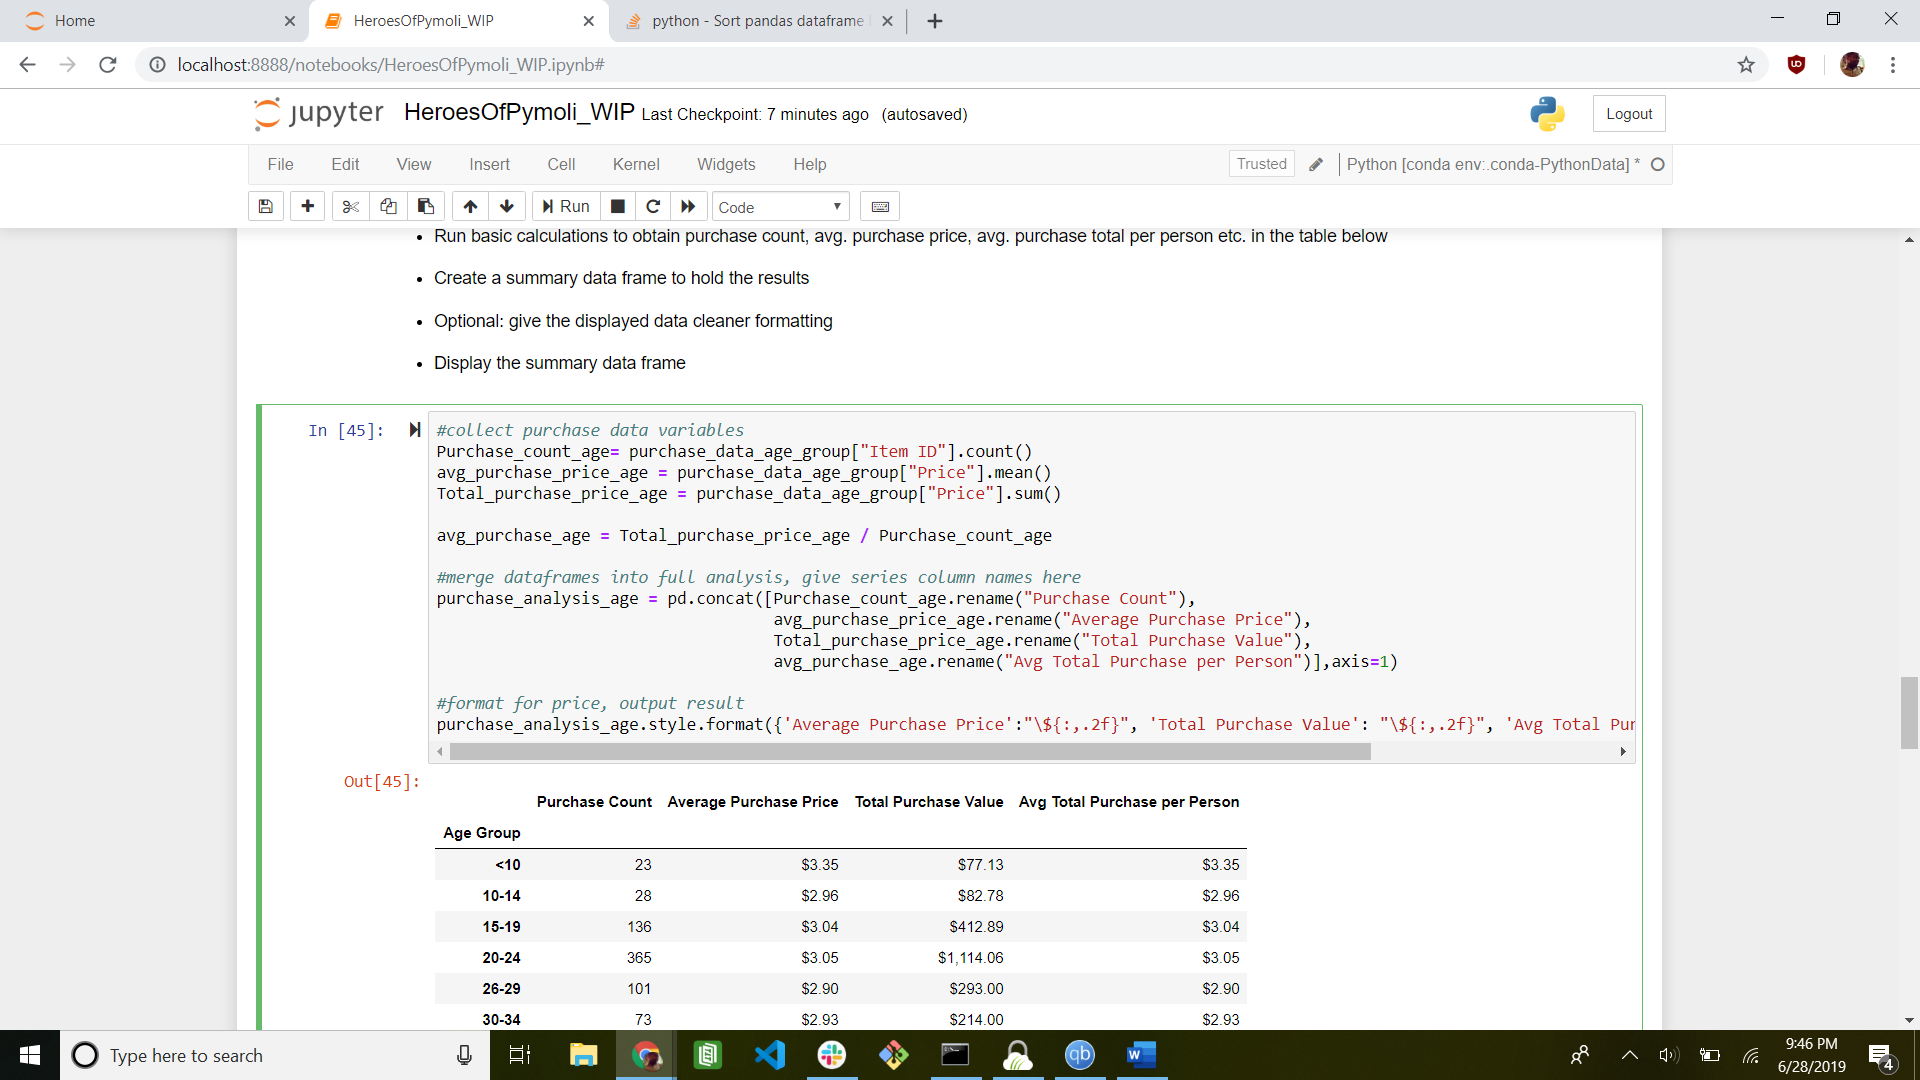 Home
HeroesOfPymoli_WIP
python - Sort pandas dataframe
localhost:8888/notebooks/HeroesOfPymoli_WIP.ipynb#
jupyter HeroesOfPymoli_WIP Last Checkpoint: 7 minutes ago (autosaved)
Logout
File Edit View Insert Cell Kernel Widgets Help
Trusted
Python [conda env:.conda-PythonData] *
Run
Code
Run basic calculations to obtain purchase count, avg. purchase price, avg. purchase total per person etc. in the table below
Create a summary data frame to hold the results
Optional: give the displayed data cleaner formatting
Display the summary data frame
In [45]:
#collect purchase data variables
Purchase_count_age= purchase_data_age_group["Item ID"].count()
avg_purchase_price_age = purchase_data_age_group["Price"].mean()
Total_purchase_price_age = purchase_data_age_group["Price"].sum()
avg_purchase_age = Total_purchase_price_age / Purchase_count_age
#merge dataframes into full analysis, give series column names here
purchase_analysis_age = pd.concat([Purchase_count_age.rename("Purchase Count"),
avg_purchase_price_age.rename("Average Purchase Price"),
Total_purchase_price_age.rename("Total Purchase Value"),
avg_purchase_age.rename("Avg Total Purchase per Person")],axis=1)
#format for price, output result
purchase_analysis_age.style.format({'Average Purchase Price':"\${:,.2f}", 'Total Purchase Value': "\${:,.2f}", 'Avg Total Pur
Out[45]:
Purchase Count Average Purchase Price Total Purchase Value Avg Total Purchase per Person
Age Group
<10 23 $3.35 $77.13 $3.35
10-14 28 $2.96 $82.78 $2.96
15-19 136 $3.04 $412.89 $3.04
20-24 365 $3.05 $1,114.06 $3.05
26-29 101 $2.90 $293.00 $2.90
30-34 73 $2.93 $214.00 $2.93
Type here to search
qb
9:46 PM
6/28/2019
4